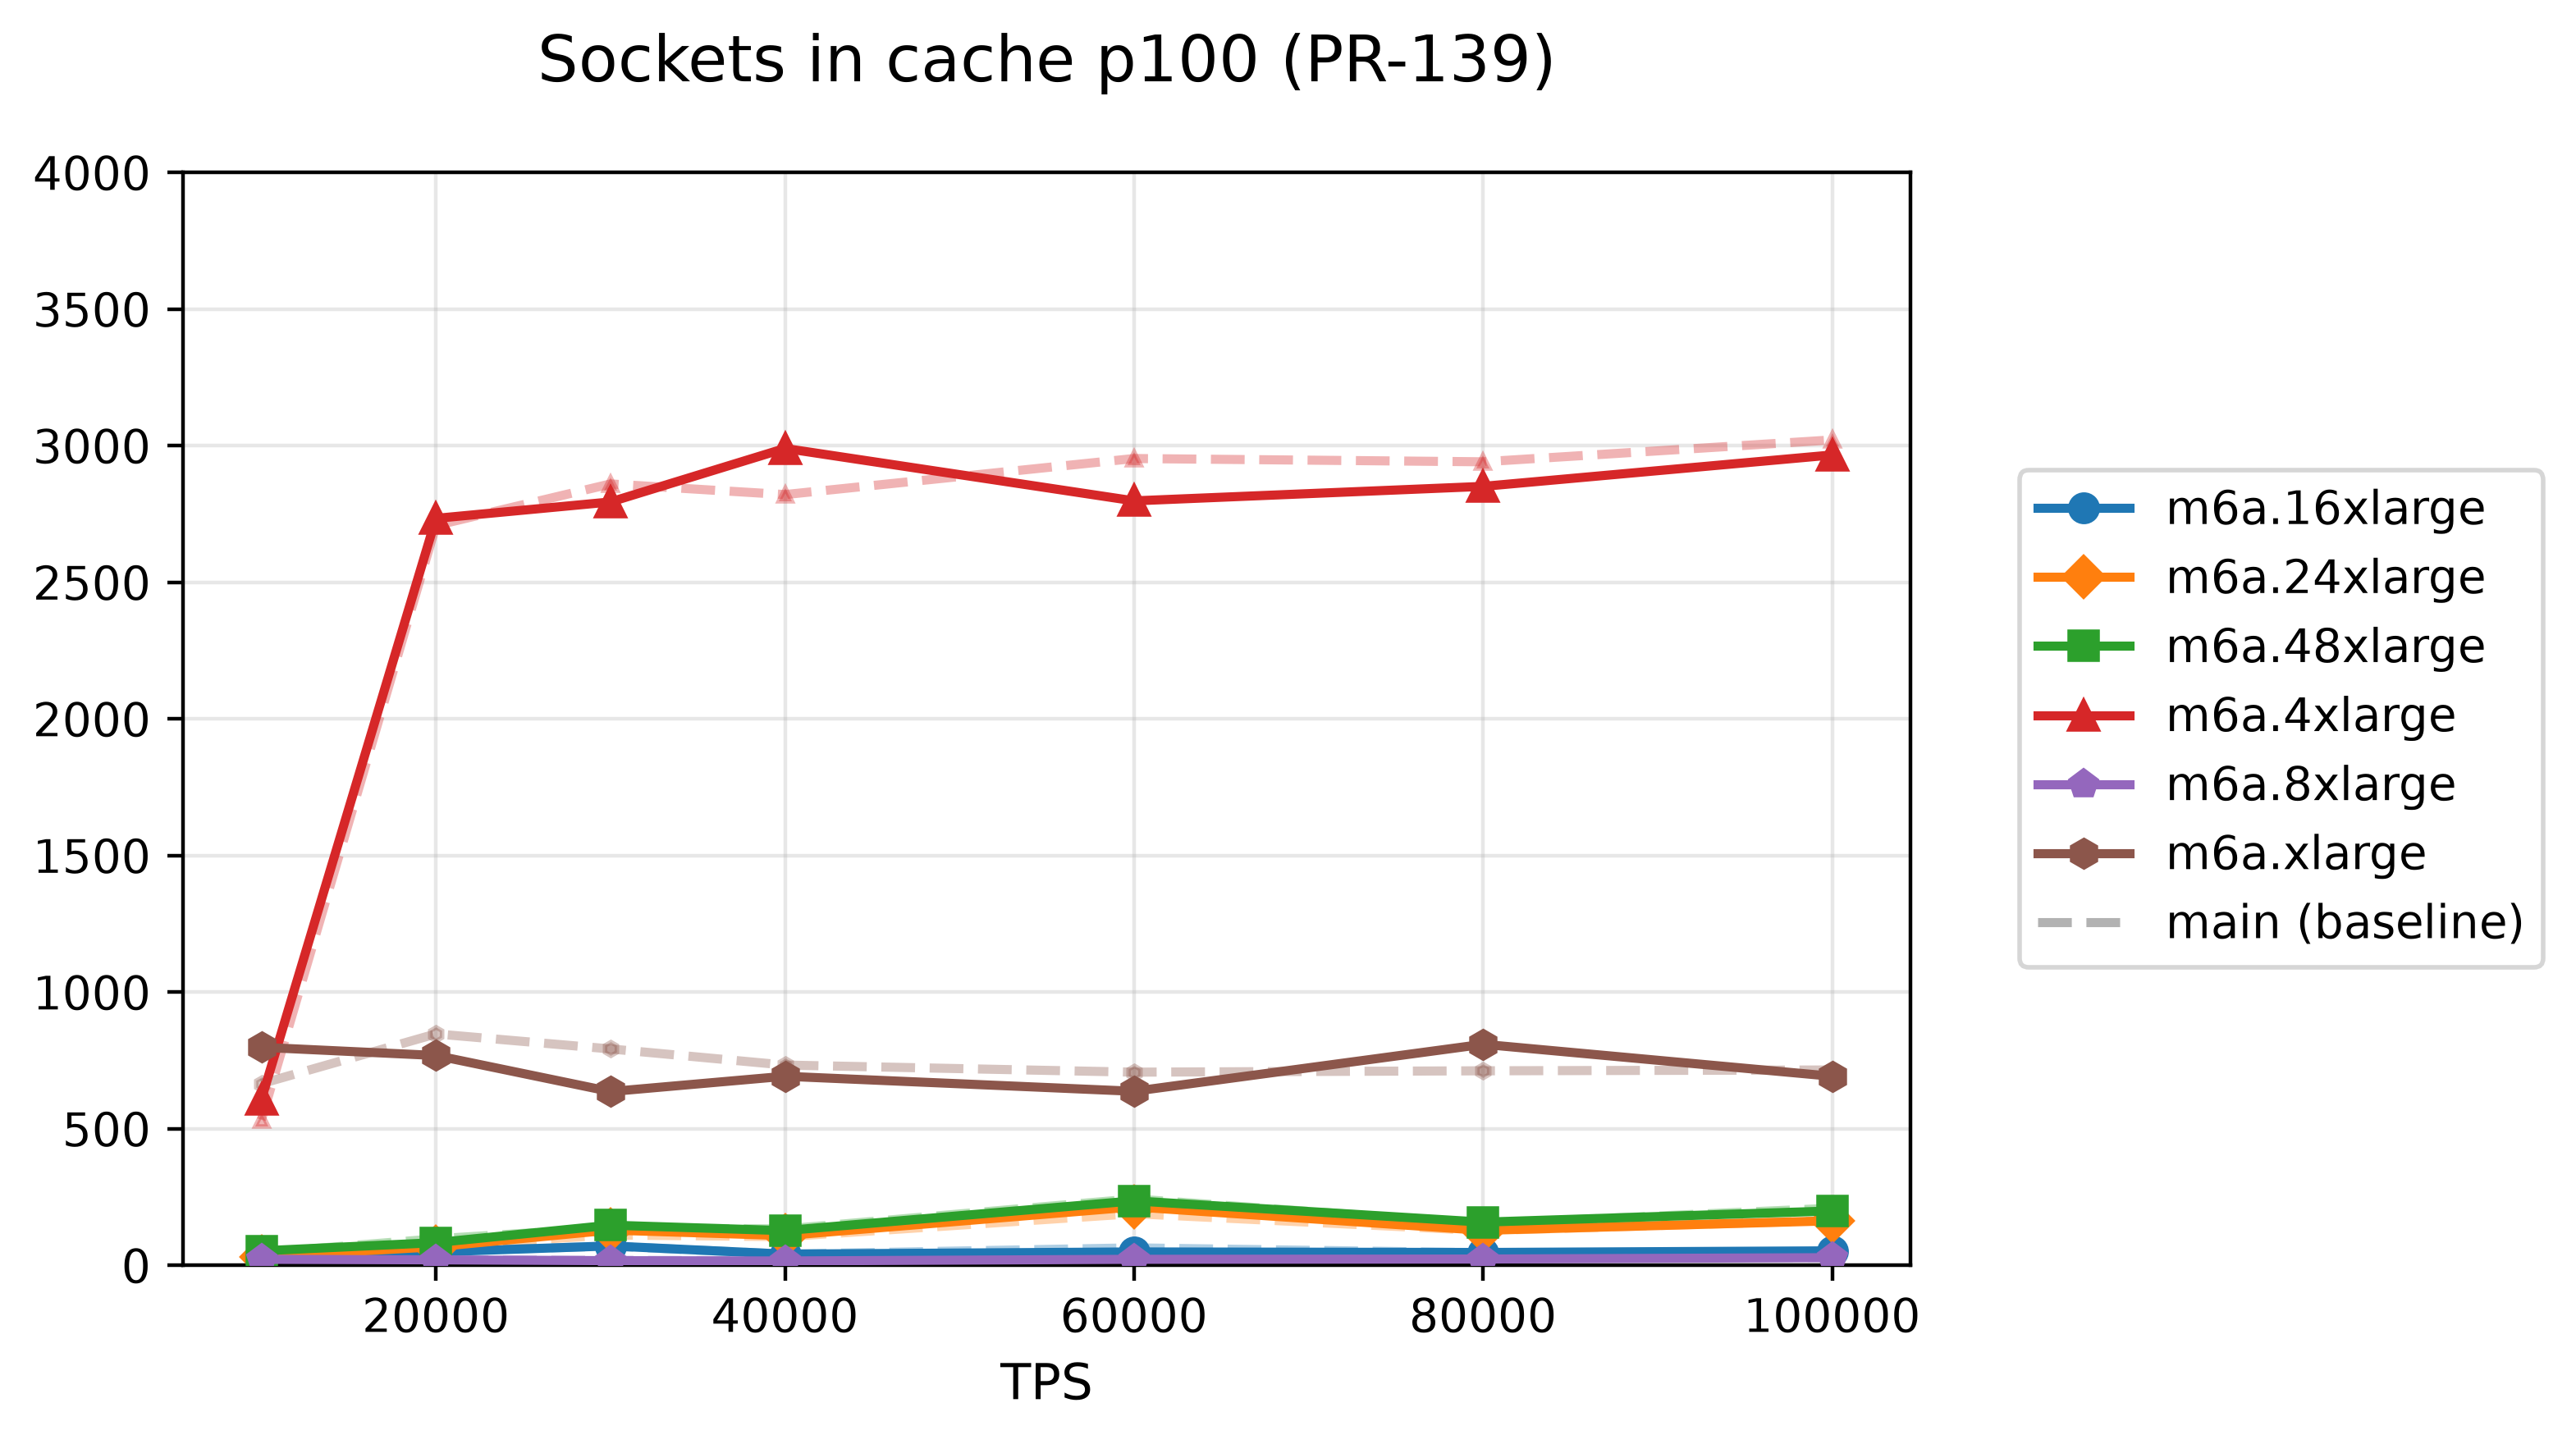 Sockets in cache p100 (PR-139)
4000
3500
3000
2500
2000
1500
1000
500
0
20000 40000 60000 80000 100000
TPS
m6a.16xlarge
m6a.24xlarge
m6a.48xlarge
m6a.4xlarge
m6a.8xlarge
m6a.xlarge
main (baseline)